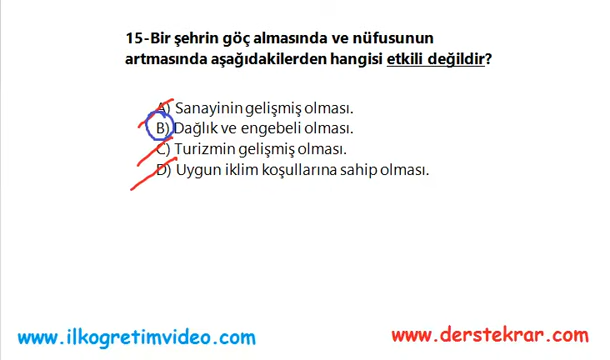 15-Bir şehrin göç almasında ve nüfusunun
artmasında aşağıdakilerden hangisi etkili değildir?
A) Sanayinin gelişmiş olması.
B) Dağlık ve engebeli olması.
C) Turizmin gelişmiş olması.
D) Uygun iklim koşullarına sahip olması.
www.ilkogretimvideo.com
www.derstekrar.com